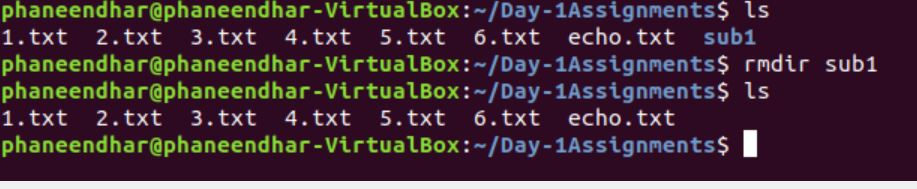 phaneendhar@phaneendhar-VirtualBox:~/Day-1Assignments$ ls
1.txt  2.txt  3.txt  4.txt  5.txt  6.txt  echo.txt  sub1
phaneendhar@phaneendhar-VirtualBox:~/Day-1Assignments$ rmdir sub1
phaneendhar@phaneendhar-VirtualBox:~/Day-1Assignments$ ls
1.txt  2.txt  3.txt  4.txt  5.txt  6.txt  echo.txt
phaneendhar@phaneendhar-VirtualBox:~/Day-1Assignments$